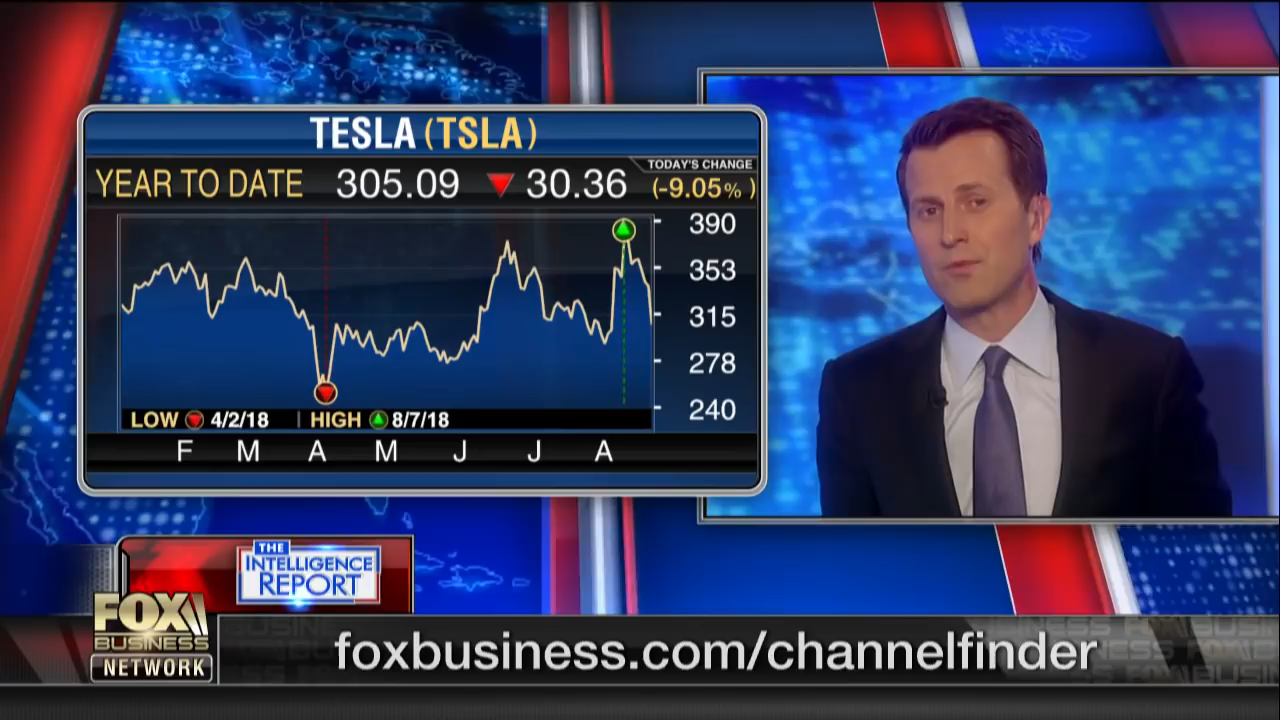 TESLA (TSLA)
TODAY'S CHANGE
YEAR TO DATE 305.09 30.36 (-9.05%)
390
353
315
278
240
LOW 4/2/18 | HIGH 8/7/18
F M A M J J A
THE
INTELLIGENCE
REPORT
FOX
BUSINESS
NETWORK
foxbusiness.com/channelfinder